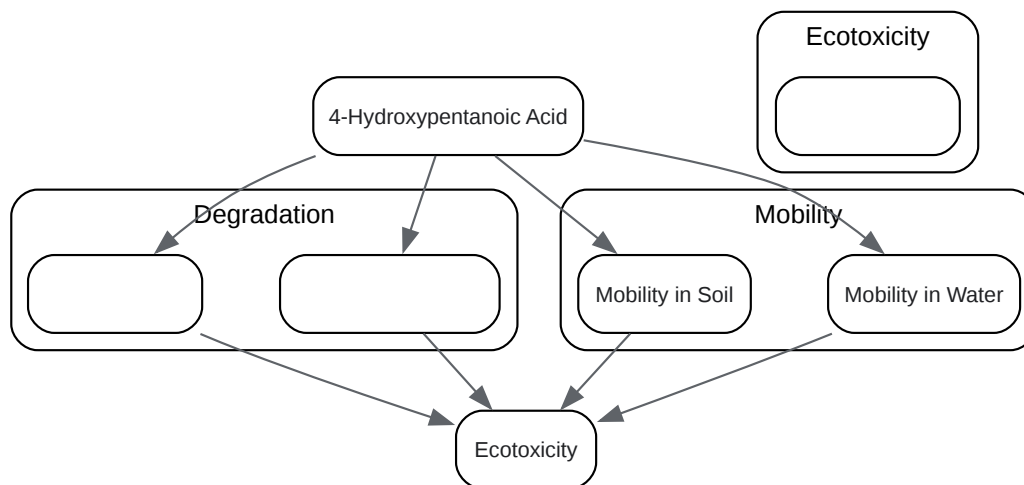 Ecotoxicity
4-Hydroxypentanoic Acid
Degradation
Mobility
Mobility in Soil
Mobility in Water
Ecotoxicity